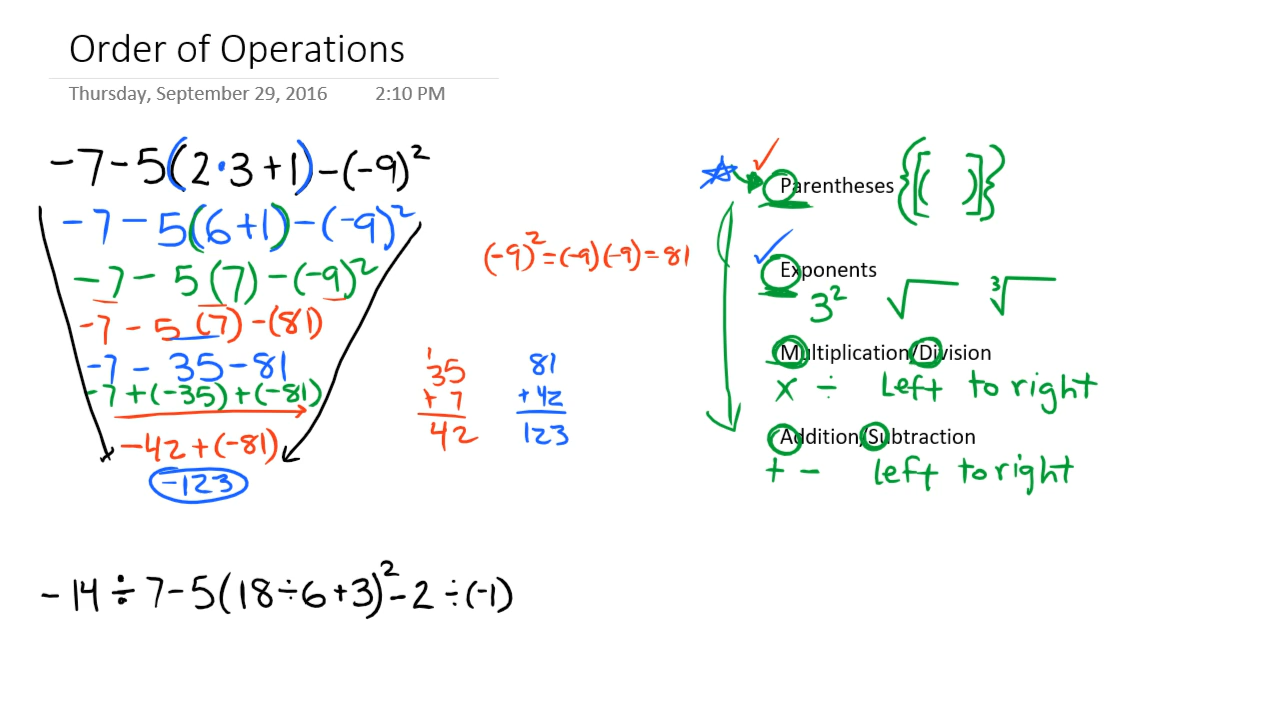 Order of Operations
Thursday, September 29, 2016 2:10 PM
-7-5(2·3+1)-(-9)²
-7-5(6+1)-(-9)²
-7-5(7)-(-9)²
-7-5(7)-(81)
-7-35-81
-7+(-35)+(-81)
-42+(-81)
-123
(-9)²=(-9)(-9)=81
1
35
+ 7
42
81
+ 42
123
Parentheses {[( )]}
Exponents
3² √ ∛
Multiplication/Division
x ÷ Left to right
Addition/Subtraction
+ - left to right
-14÷7-5(18÷6+3)²-2÷(-1)